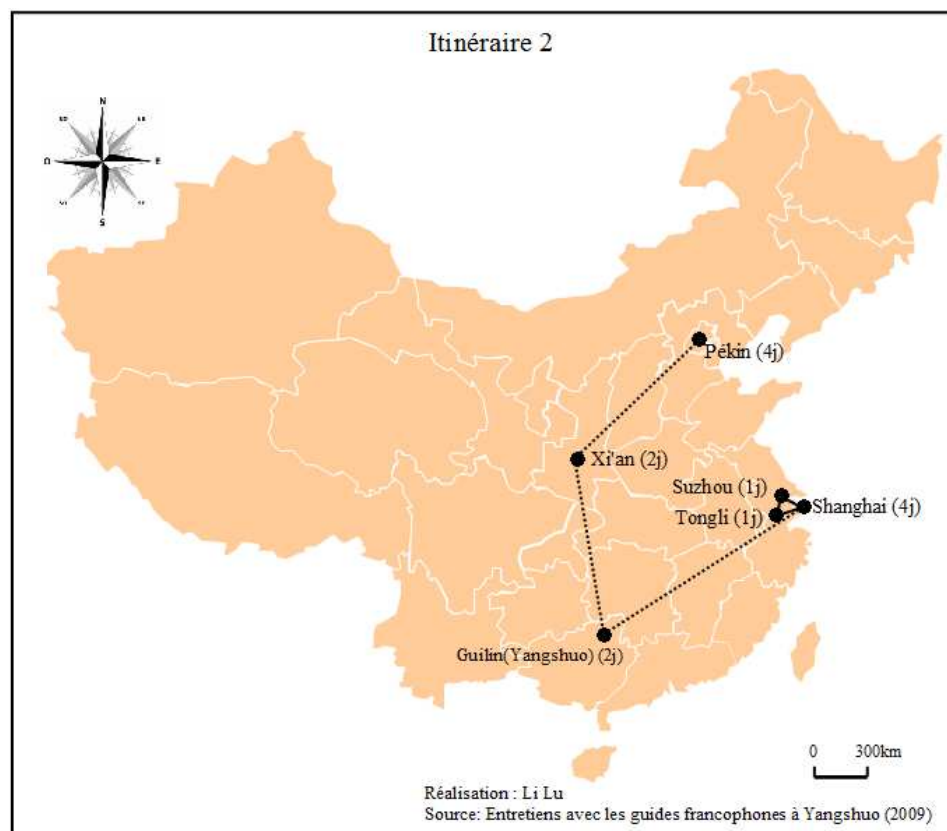 Itinéraire 2
N
O
E
S
Pékin (4j)
Xi'an (2j)
Suzhou (1j)
Shanghai (4j)
Tongli (1j)
Guilin(Yangshuo) (2j)
0 300km
Réalisation : Li Lu
Source: Entretiens avec les guides francophones à Yangshuo (2009)